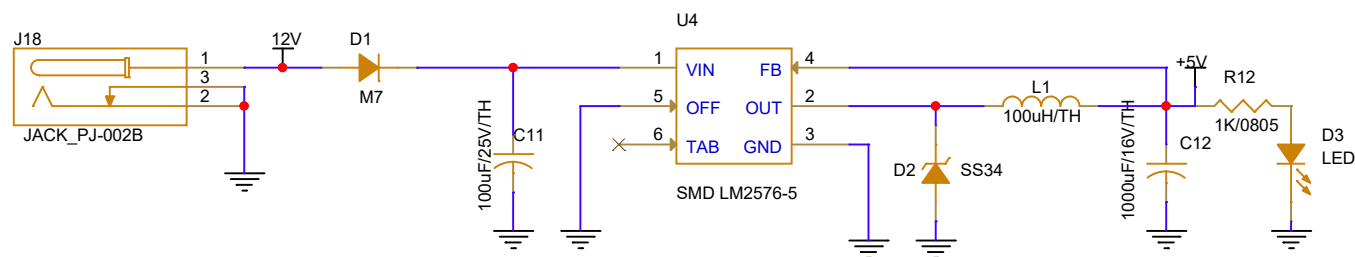 J18
1
3
2
JACK_PJ-002B
12V
D1
M7
C11
100uF/25V/TH
U4
1 VIN
5 OFF
6 TAB
FB 4
OUT 2
GND 3
SMD LM2576-5
D2 SS34
L1
100uH/TH
+5V
C12
1000uF/16V/TH
R12
1K/0805
D3
LED